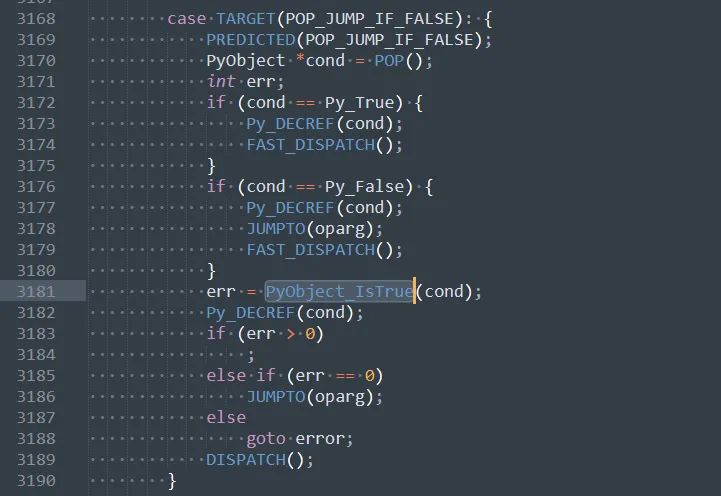 3167
3168 case TARGET(POP_JUMP_IF_FALSE): {
3169 PREDICTED(POP_JUMP_IF_FALSE);
3170 PyObject *cond = POP();
3171 int err;
3172 if (cond == Py_True) {
3173 Py_DECREF(cond);
3174 FAST_DISPATCH();
3175 }
3176 if (cond == Py_False) {
3177 Py_DECREF(cond);
3178 JUMPTO(oparg);
3179 FAST_DISPATCH();
3180 }
3181 err = PyObject_IsTrue(cond);
3182 Py_DECREF(cond);
3183 if (err > 0)
3184 ;
3185 else if (err == 0)
3186 JUMPTO(oparg);
3187 else
3188 goto error;
3189 DISPATCH();
3190 }